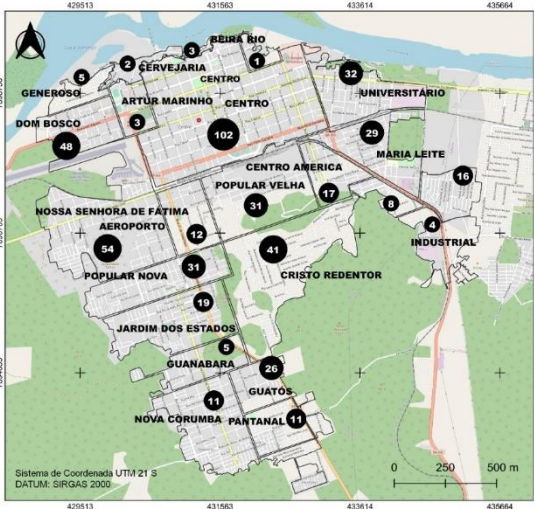 429513 431563 433614 435664
BEIRA RIO
3
2
1
CERVEJARIA
5
32
CENTRO
GENEROSO
UNIVERSITÁRIO
ARTUR MARINHO
CENTRO
DOM BOSCO
3
102
29
48
MARIA LEITE
CENTRO AMERICA
16
POPULAR VELHA
17
31
8
NOSSA SENHORA DE FÁTIMA
AEROPORTO
12
4
INDUSTRIAL
54
41
31
POPULAR NOVA
CRISTO REDENTOR
19
JARDIM DOS ESTADOS
5
GUANABARA
26
GUATÓS
11
NOVA CORUMBA
PANTANAL
11
Sistema de Coordenada UTM 21 S
DATUM: SIRGAS 2000
0 250 500 m
429513 431563 433614 435664